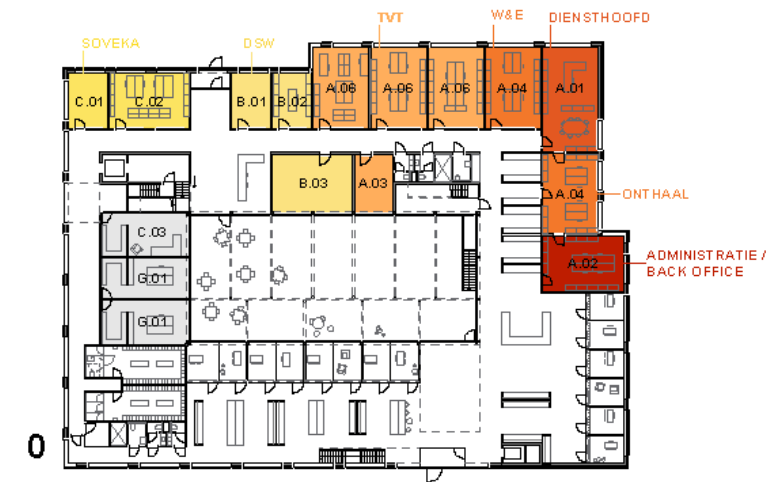 SOVEKA
DSW
TVT
W&E
DIENSTHOOFD
C.01
C.02
B.01
B.02
A.06
A.06
A.06
A.04
A.01
B.03
A.03
A.04
ONTHAAL
C.03
G.01
G.01
A.02
ADMINISTRATIE /
BACK OFFICE
0